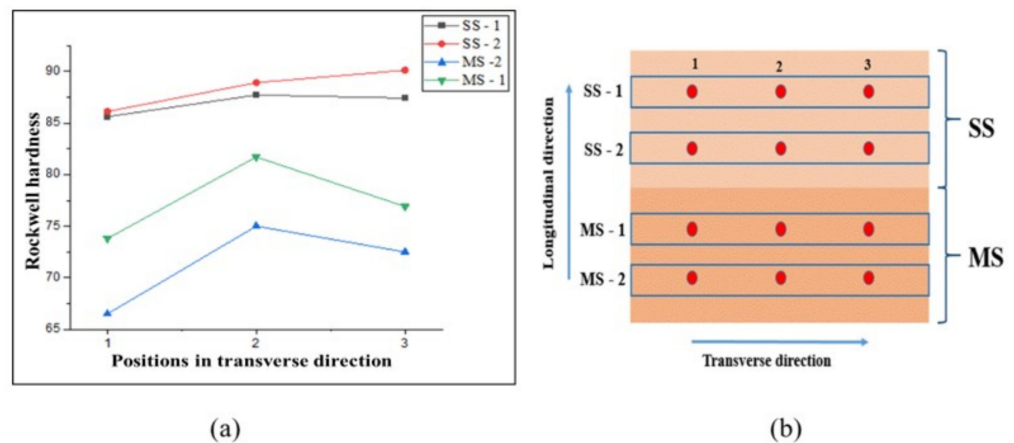 SS - 1
SS - 2
MS -2
MS - 1
90
85
80
75
70
65
1
2
3
Rockwell hardness
Positions in transverse direction
(a)
1
2
3
SS - 1
SS - 2
MS - 1
MS - 2
SS
MS
Longitudinal direction
Transverse direction
(b)